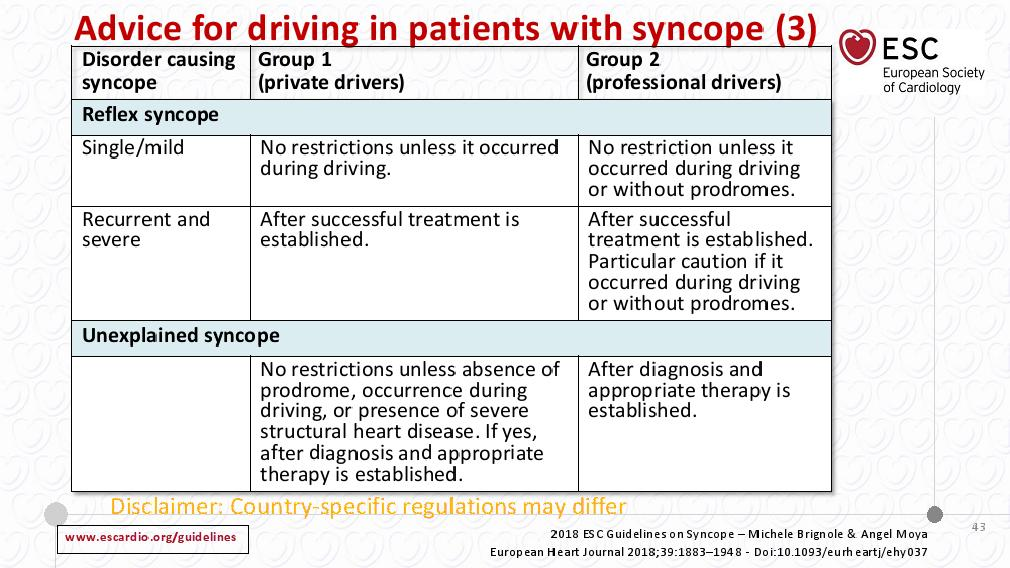 Advice for driving in patients with syncope (3)
ESC
European Society
of Cardiology
Disorder causing
syncope
Group 1
(private drivers)
Group 2
(professional drivers)
Reflex syncope
Single/mild
No restrictions unless it occurred
during driving.
No restriction unless it
occurred during driving
or without prodromes.
Recurrent and
severe
After successful treatment is
established.
After successful
treatment is established.
Particular caution if it
occurred during driving
or without prodromes.
Unexplained syncope
No restrictions unless absence of
prodrome, occurrence during
driving, or presence of severe
structural heart disease. If yes,
after diagnosis and appropriate
therapy is established.
After diagnosis and
appropriate therapy is
established.
Disclaimer: Country-specific regulations may differ
www.escardio.org/guidelines
2018 ESC Guidelines on Syncope – Michele Brignole & Angel Moya
European Heart Journal 2018;39:1883–1948 - Doi:10.1093/eurheartj/ehy037
43